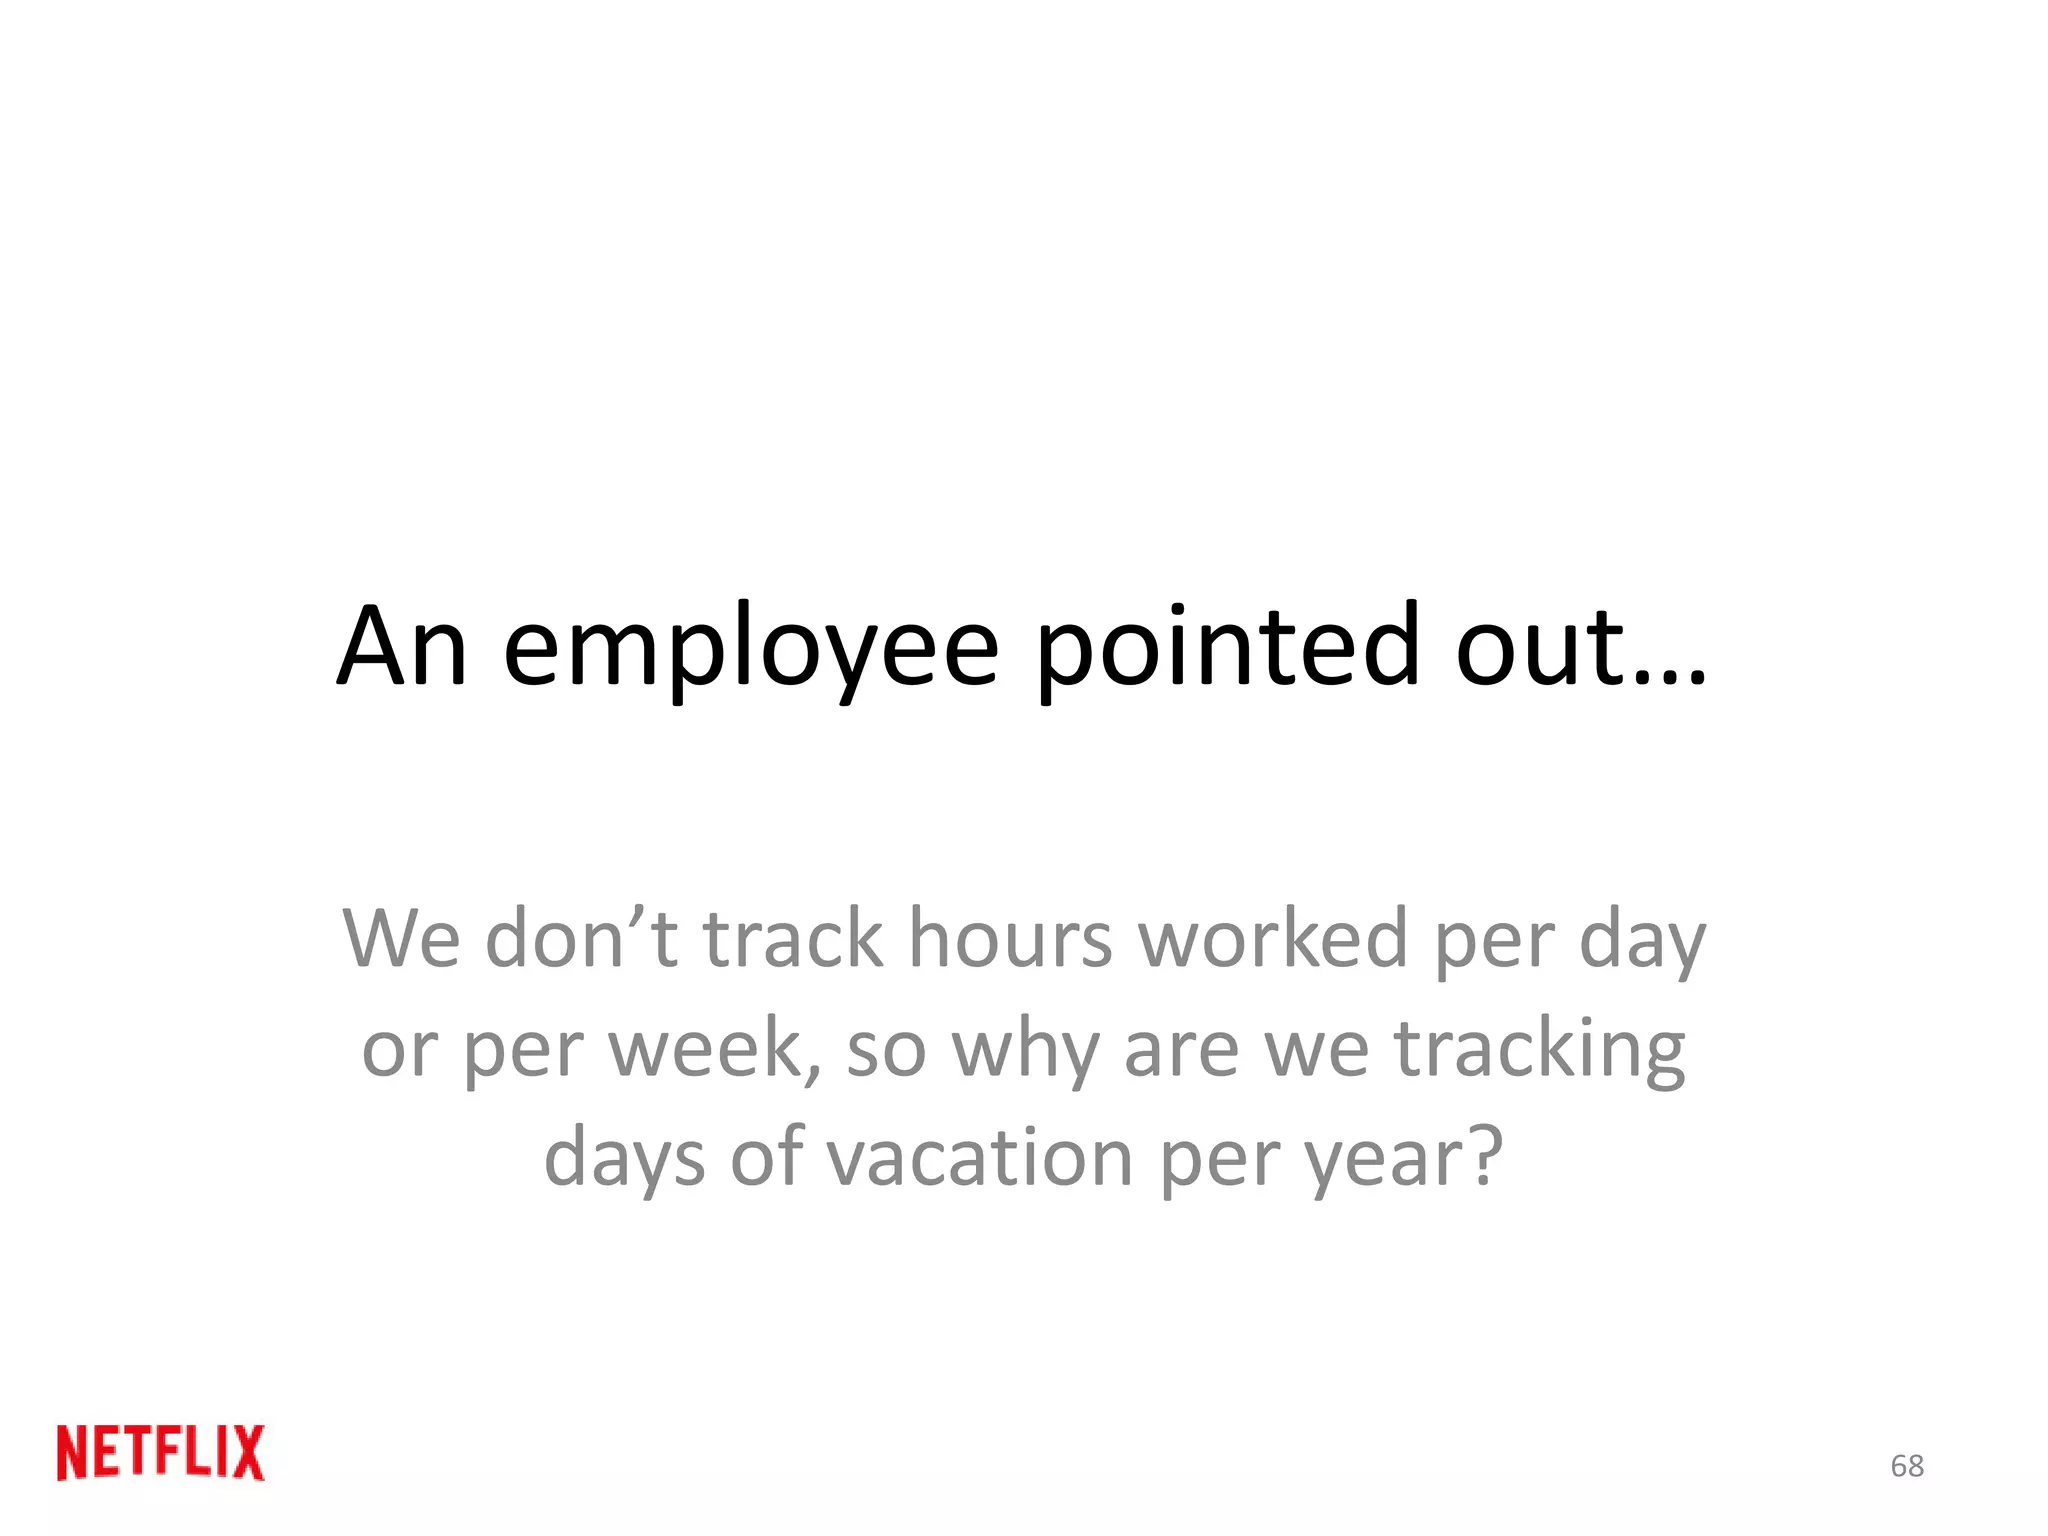 An employee pointed out…
We don’t track hours worked per day
or per week, so why are we tracking
days of vacation per year?
NETFLIX
68